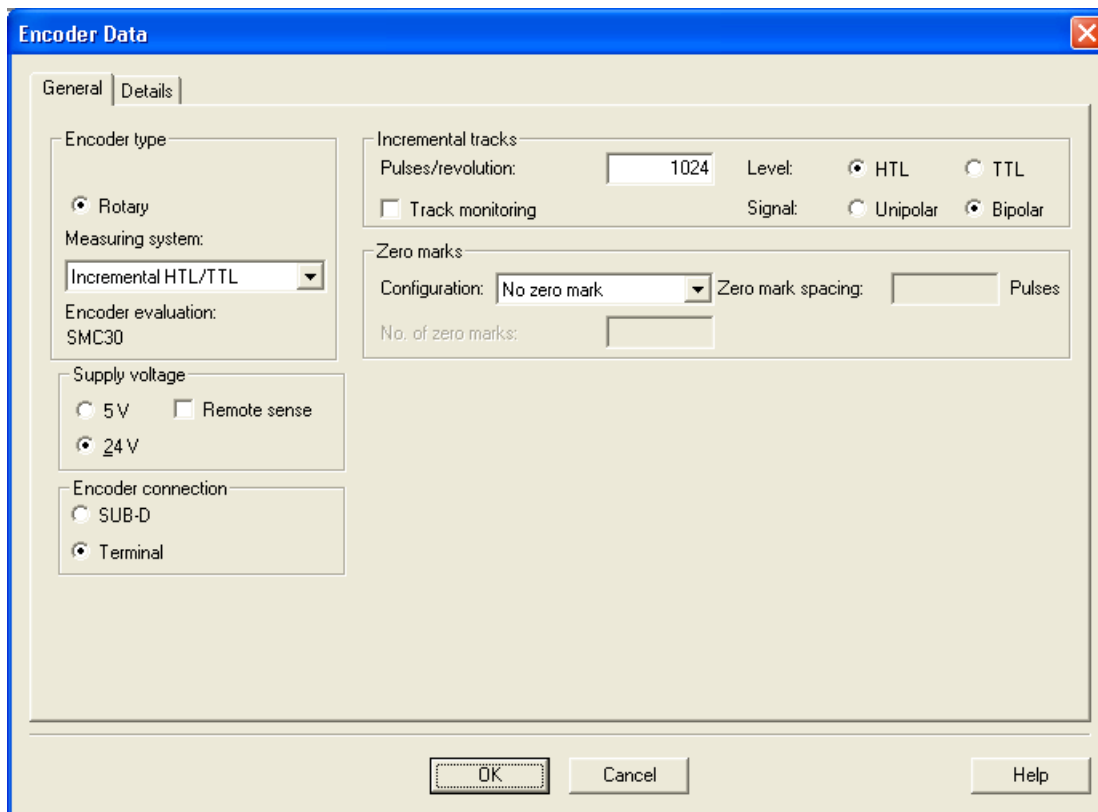 Encoder Data
General
Details
Encoder type
Rotary
Measuring system:
Incremental HTL/TTL
Encoder evaluation:
SMC30
Supply voltage
5 V
Remote sense
24 V
Encoder connection
SUB-D
Terminal
Incremental tracks
Pulses/revolution:
1024
Level:
HTL
TTL
Track monitoring
Signal:
Unipolar
Bipolar
Zero marks
Configuration:
No zero mark
Zero mark spacing:
Pulses
No. of zero marks:
OK
Cancel
Help